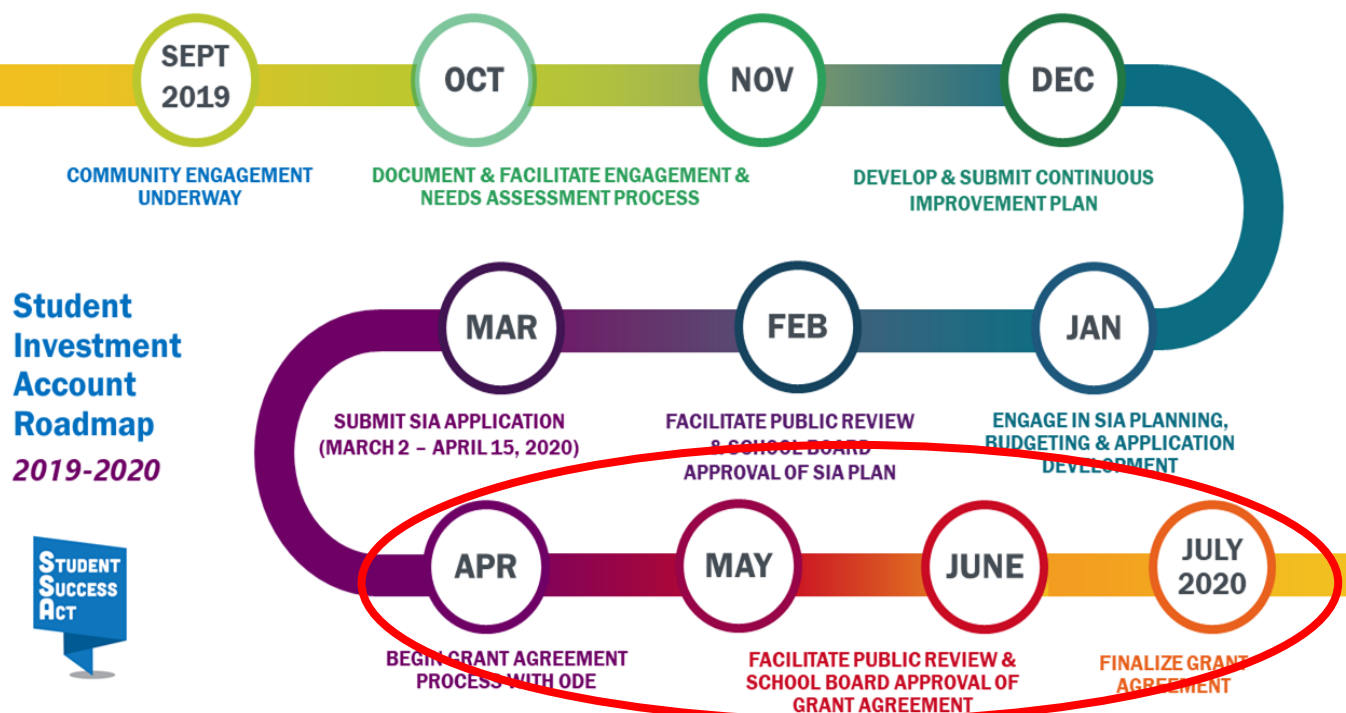 SEPT
2019
OCT
NOV
DEC
COMMUNITY ENGAGEMENT
UNDERWAY
DOCUMENT & FACILITATE ENGAGEMENT &
NEEDS ASSESSMENT PROCESS
DEVELOP & SUBMIT CONTINUOUS
IMPROVEMENT PLAN
Student
Investment
Account
Roadmap
2019-2020
MAR
FEB
JAN
SUBMIT SIA APPLICATION
(MARCH 2 – APRIL 15, 2020)
FACILITATE PUBLIC REVIEW
& SCHOOL BOARD
APPROVAL OF SIA PLAN
ENGAGE IN SIA PLANNING,
BUDGETING & APPLICATION
DEVELOPMENT
STUDENT
SUCCESS
ACT
APR
MAY
JUNE
JULY
2020
BEGIN GRANT AGREEMENT
PROCESS WITH ODE
FACILITATE PUBLIC REVIEW &
SCHOOL BOARD APPROVAL OF
GRANT AGREEMENT
FINALIZE GRANT
AGREEMENT